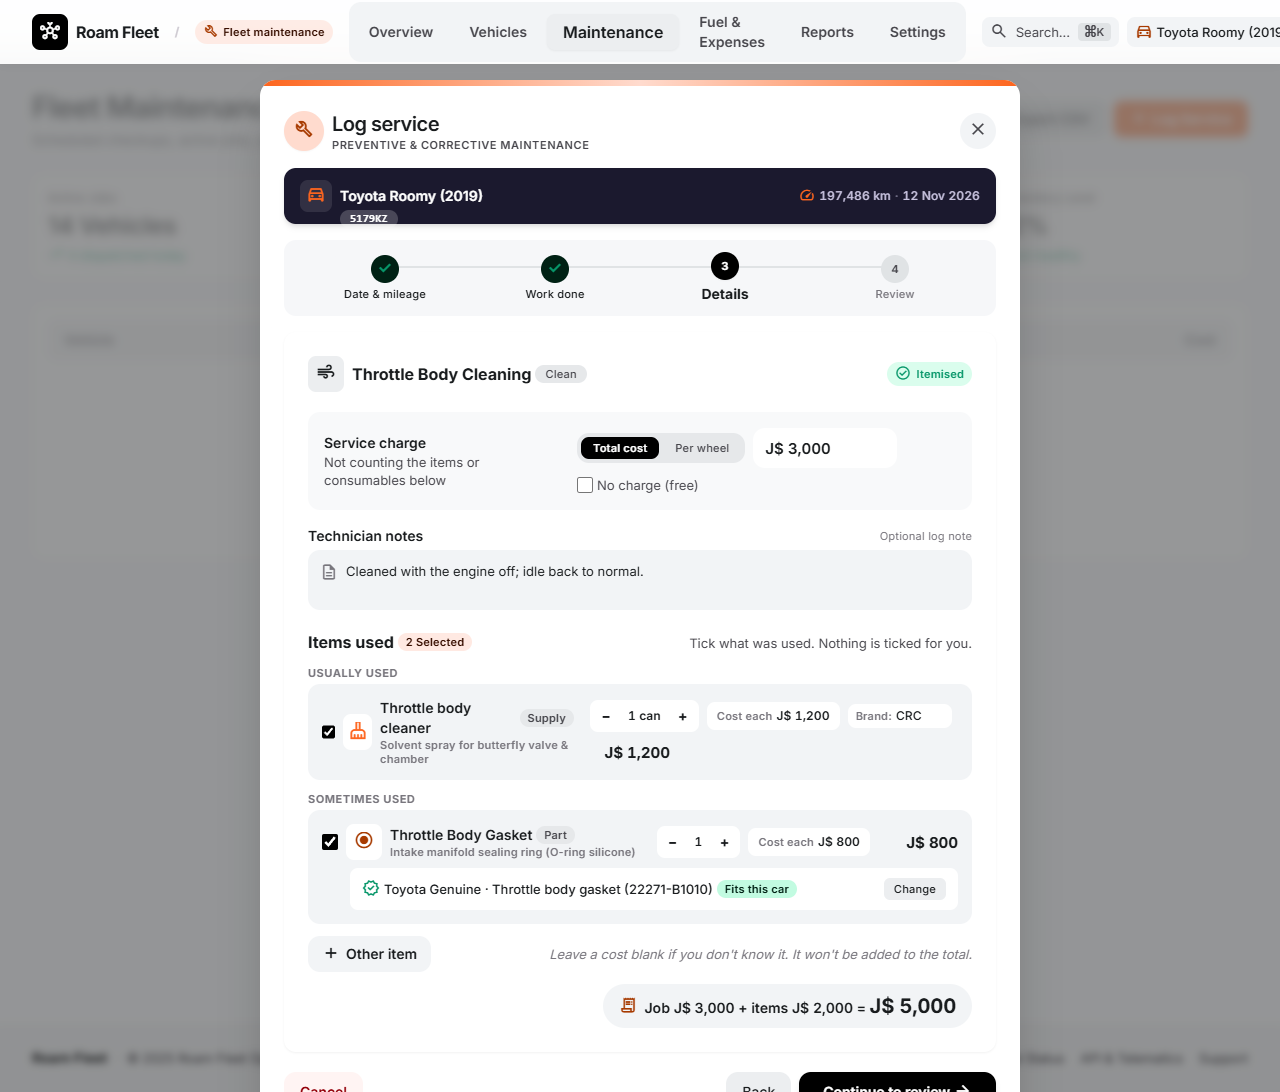 Roam Fleet / Fleet maintenance Overview Vehicles Maintenance Fuel & Expenses Reports Settings Search... ⌘K Toyota Roomy (2019
Log service
PREVENTIVE & CORRECTIVE MAINTENANCE
Toyota Roomy (2019) 197,486 km · 12 Nov 2026
5179KZ
3 4
Date & mileage Work done Details Review
Throttle Body Cleaning Clean Itemised
Service charge Total cost Per wheel J$ 3,000
Not counting the items or
consumables below
No charge (free)
Technician notes Optional log note
Cleaned with the engine off; idle back to normal.
Items used 2 Selected Tick what was used. Nothing is ticked for you.
USUALLY USED
Throttle body
cleaner Supply − 1 can + Cost each J$ 1,200 Brand: CRC
Solvent spray for butterfly valve &
chamber
J$ 1,200
SOMETIMES USED
Throttle Body Gasket Part − 1 + Cost each J$ 800 J$ 800
Intake manifold sealing ring (O-ring silicone)
Toyota Genuine · Throttle body gasket (22271-B1010) Fits this car Change
+ Other item Leave a cost blank if you don't know it. It won't be added to the total.
Job J$ 3,000 + items J$ 2,000 = J$ 5,000
Cancel Back Continue to review →